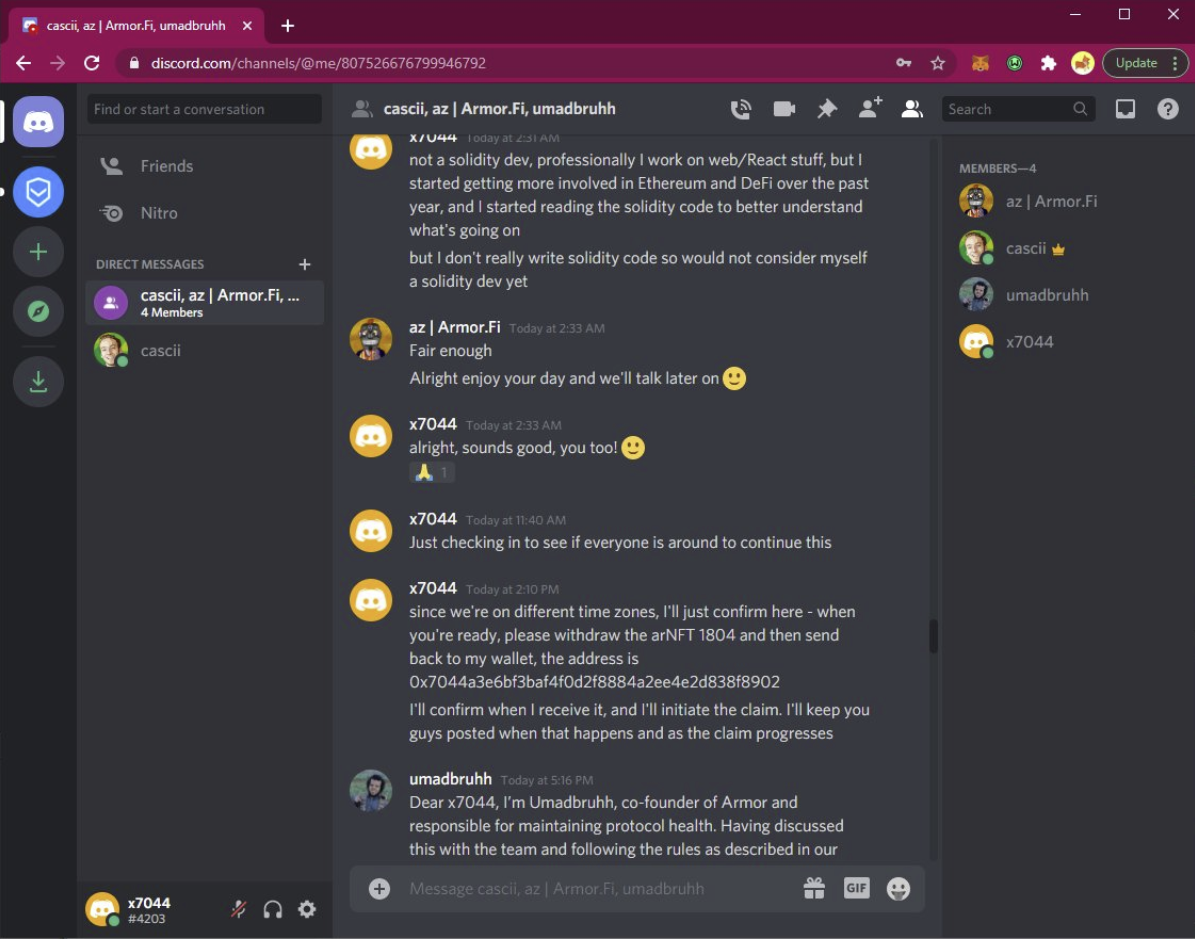 cascii, az | Armor.Fi, umadbruhh
discord.com/channels/@me/807526676799946792
Update
Find or start a conversation
cascii, az | Armor.Fi, umadbruhh
Search
Friends
Nitro
DIRECT MESSAGES
cascii, az | Armor.Fi, ...
4 Members
cascii
x7044 Today at 2:31 AM
not a solidity dev, professionally I work on web/React stuff, but I
started getting more involved in Ethereum and DeFi over the past
year, and I started reading the solidity code to better understand
what's going on
but I don't really write solidity code so would not consider myself
a solidity dev yet
az | Armor.Fi Today at 2:33 AM
Fair enough
Alright enjoy your day and we'll talk later on
x7044 Today at 2:33 AM
alright, sounds good, you too!
1
x7044 Today at 11:40 AM
Just checking in to see if everyone is around to continue this
x7044 Today at 2:10 PM
since we're on different time zones, I'll just confirm here - when
you're ready, please withdraw the arNFT 1804 and then send
back to my wallet, the address is
0x7044a3e6bf3baf4f0d2f8884a2ee4e2d838f8902
I'll confirm when I receive it, and I'll initiate the claim. I'll keep you
guys posted when that happens and as the claim progresses
umadbruhh Today at 5:16 PM
Dear x7044, I'm Umadbruhh, co-founder of Armor and
responsible for maintaining protocol health. Having discussed
this with the team and following the rules as described in our
Message cascii, az | Armor.Fi, umadbruhh
GIF
MEMBERS—4
az | Armor.Fi
cascii
umadbruhh
x7044
x7044
#4203